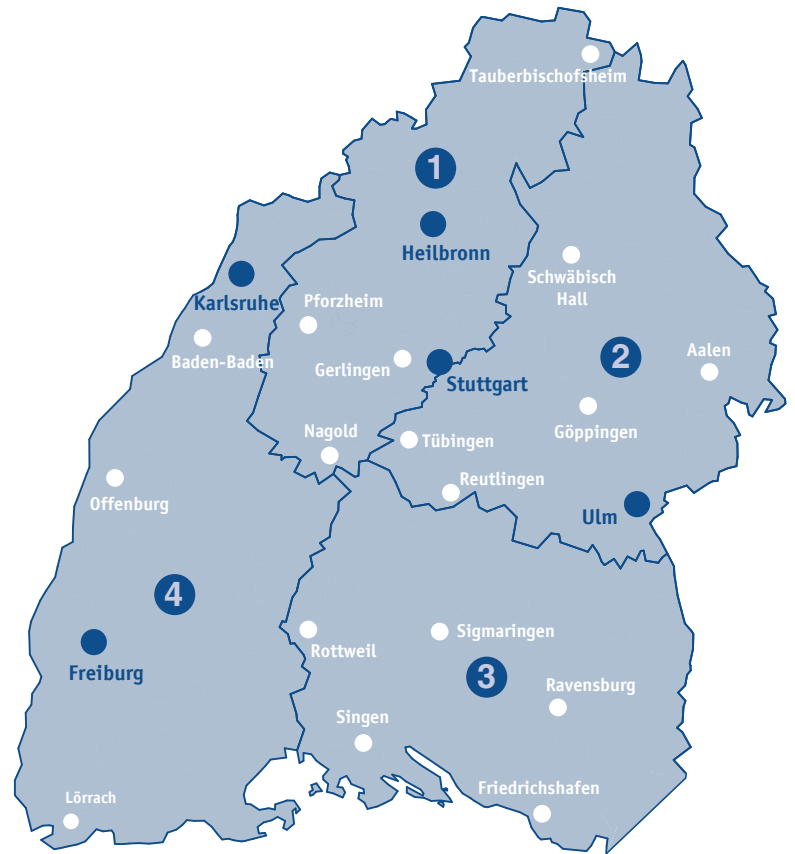 Tauberbischofsheim
1
Heilbronn
Schwäbisch
Hall
Karlsruhe
Pforzheim
Baden-Baden
Gerlingen
2
Aalen
Stuttgart
Nagold
Tübingen
Göppingen
Reutlingen
Offenburg
Ulm
4
Freiburg
Rottweil
Sigmaringen
3
Ravensburg
Singen
Lörrach
Friedrichshafen